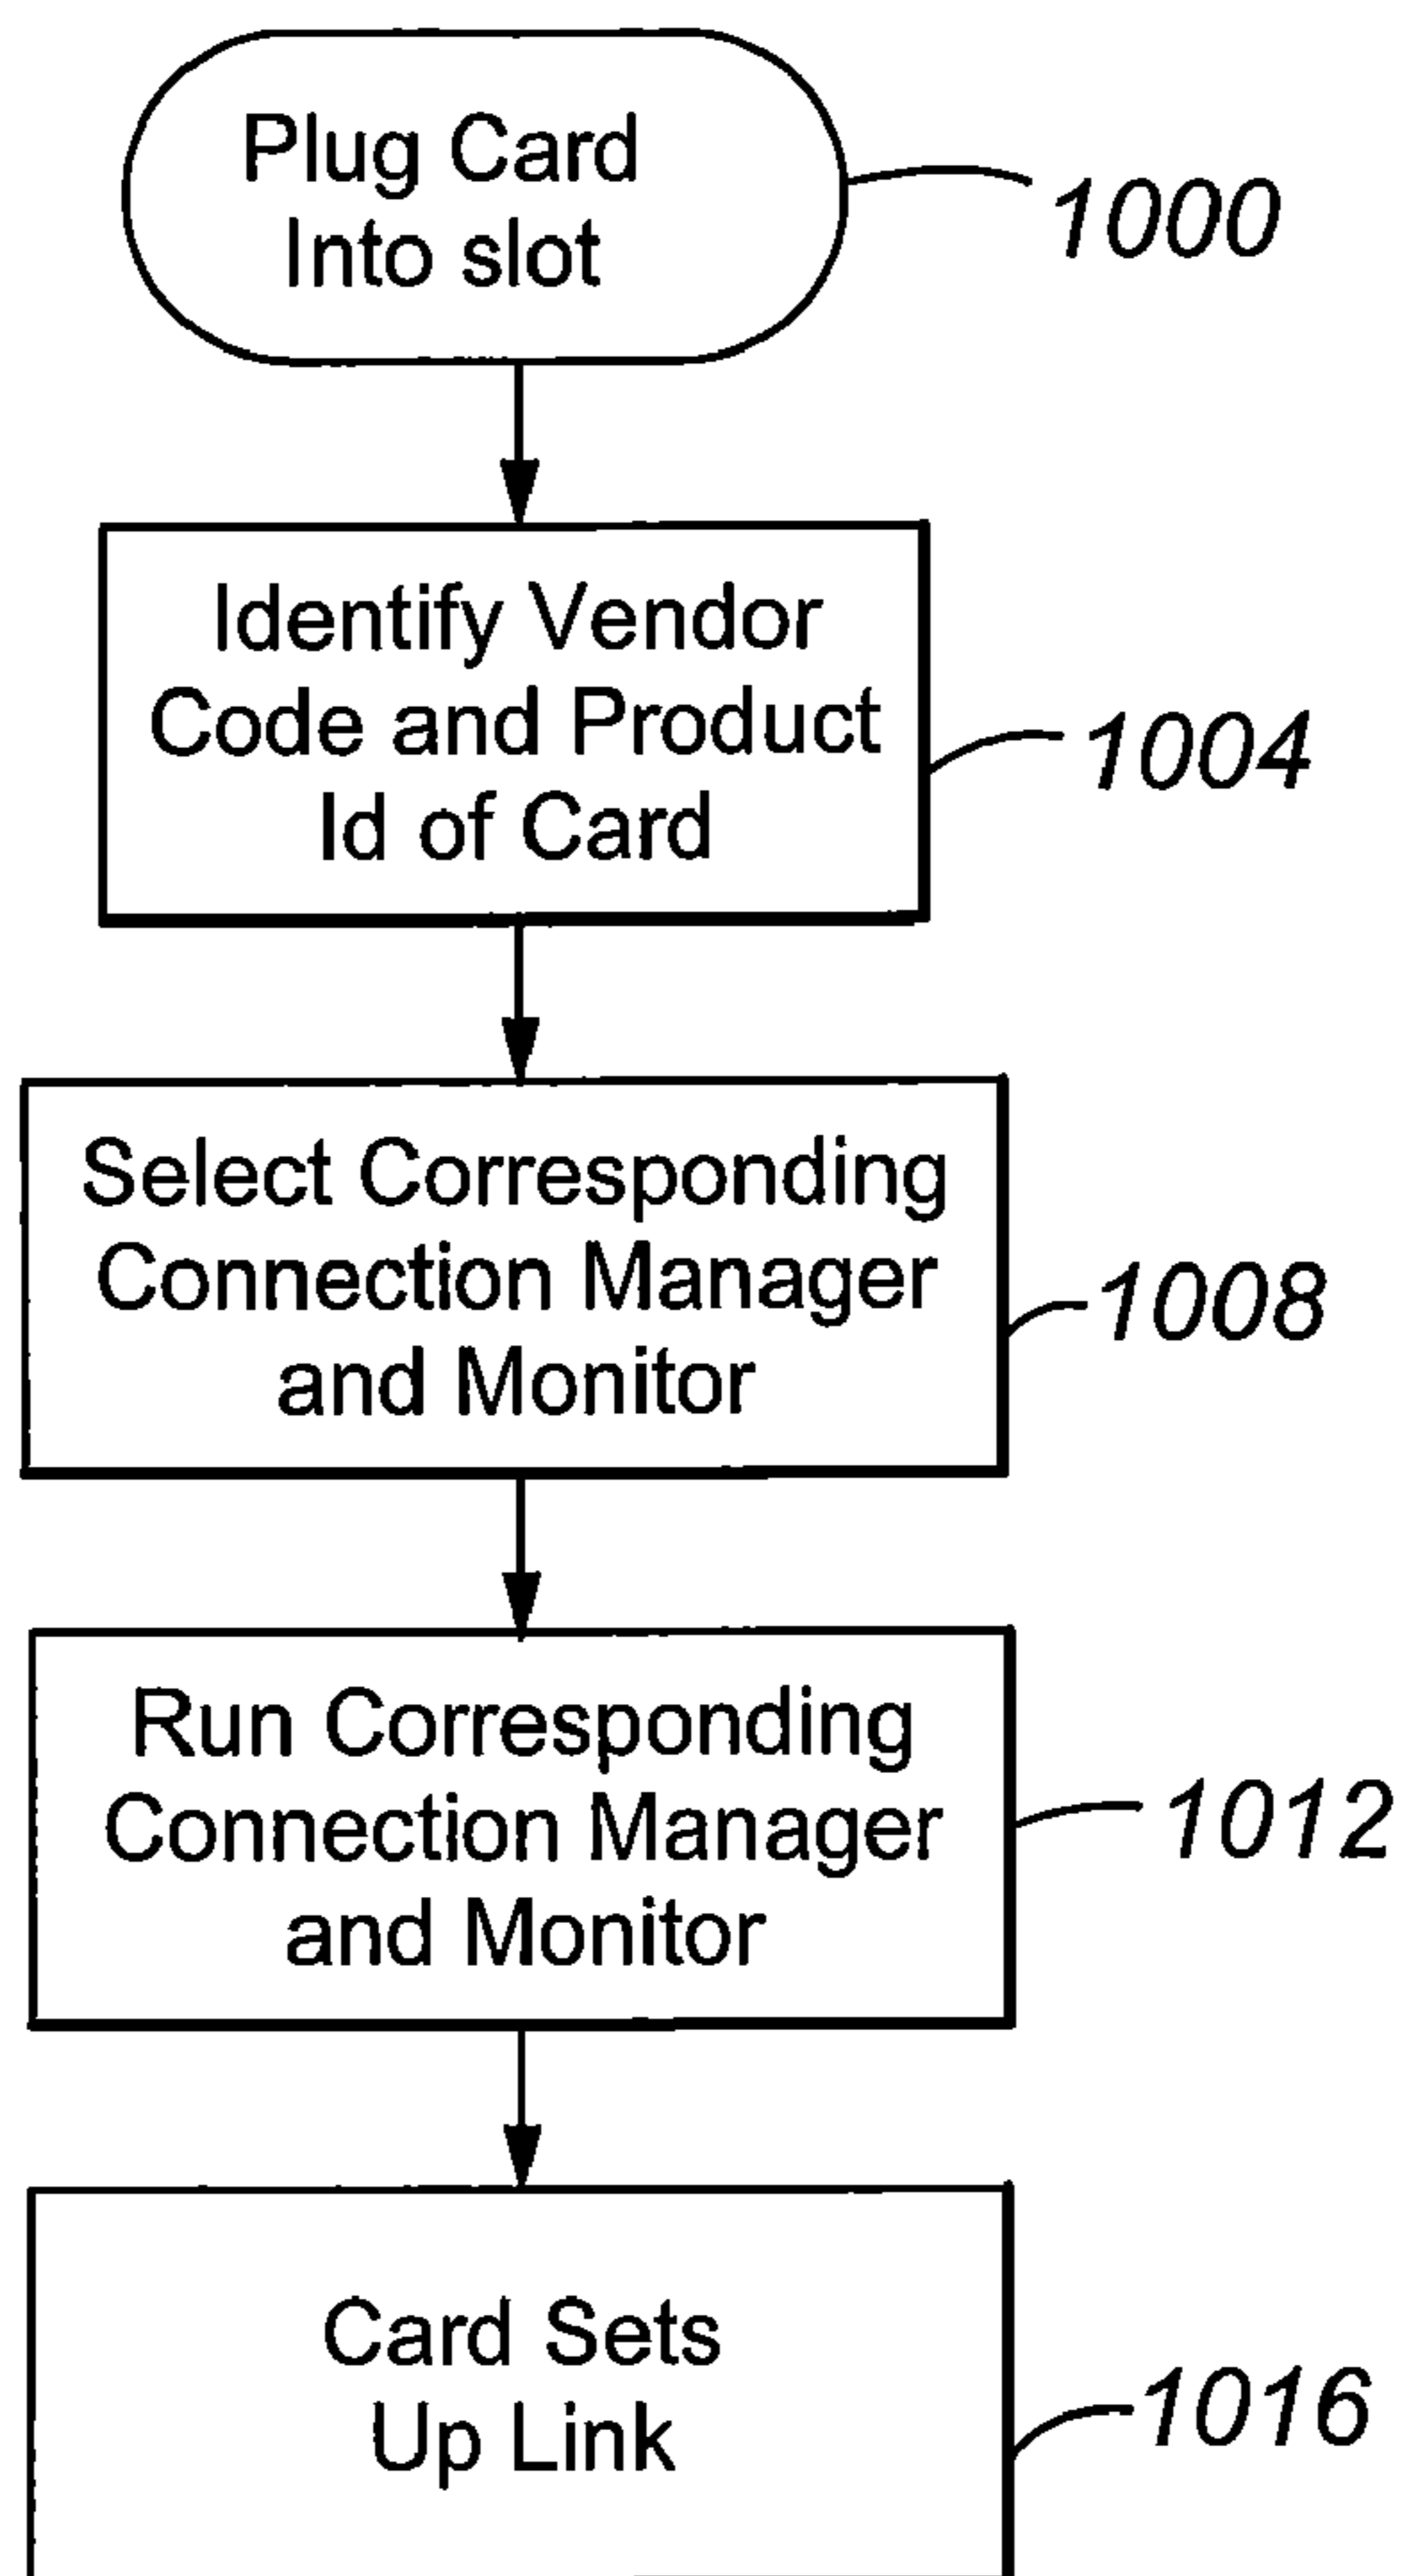 Plug Card
Into slot
1000
Identify Vendor
Code and Product
Id of Card
1004
Select Corresponding
Connection Manager
and Monitor
1008
Run Corresponding
Connection Manager
and Monitor
1012
Card Sets
Up Link
1016